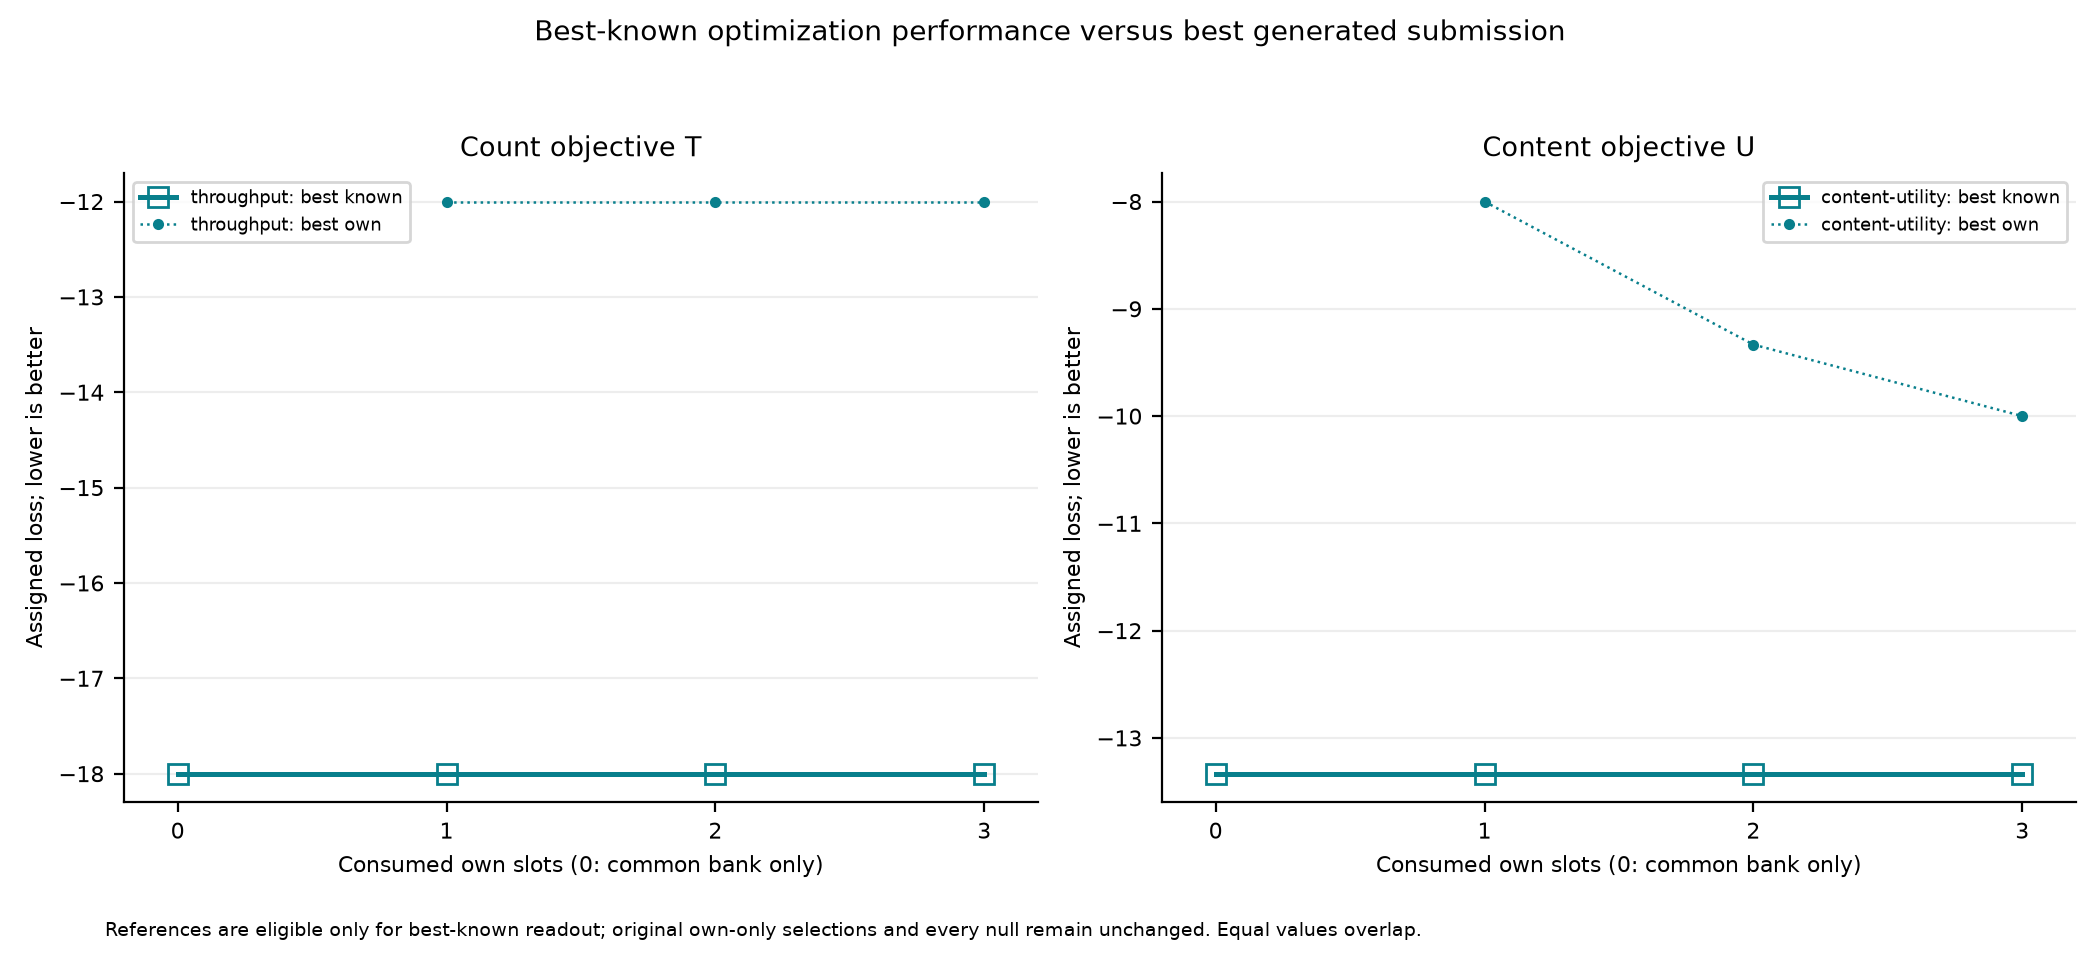 Best-known optimization performance versus best generated submission
Count objective T
throughput: best known
throughput: best own
Assigned loss; lower is better
−12
−13
−14
−15
−16
−17
−18
0
1
2
3
Consumed own slots (0: common bank only)
Content objective U
content-utility: best known
content-utility: best own
Assigned loss; lower is better
−8
−9
−10
−11
−12
−13
0
1
2
3
Consumed own slots (0: common bank only)
References are eligible only for best-known readout; original own-only selections and every null remain unchanged. Equal values overlap.